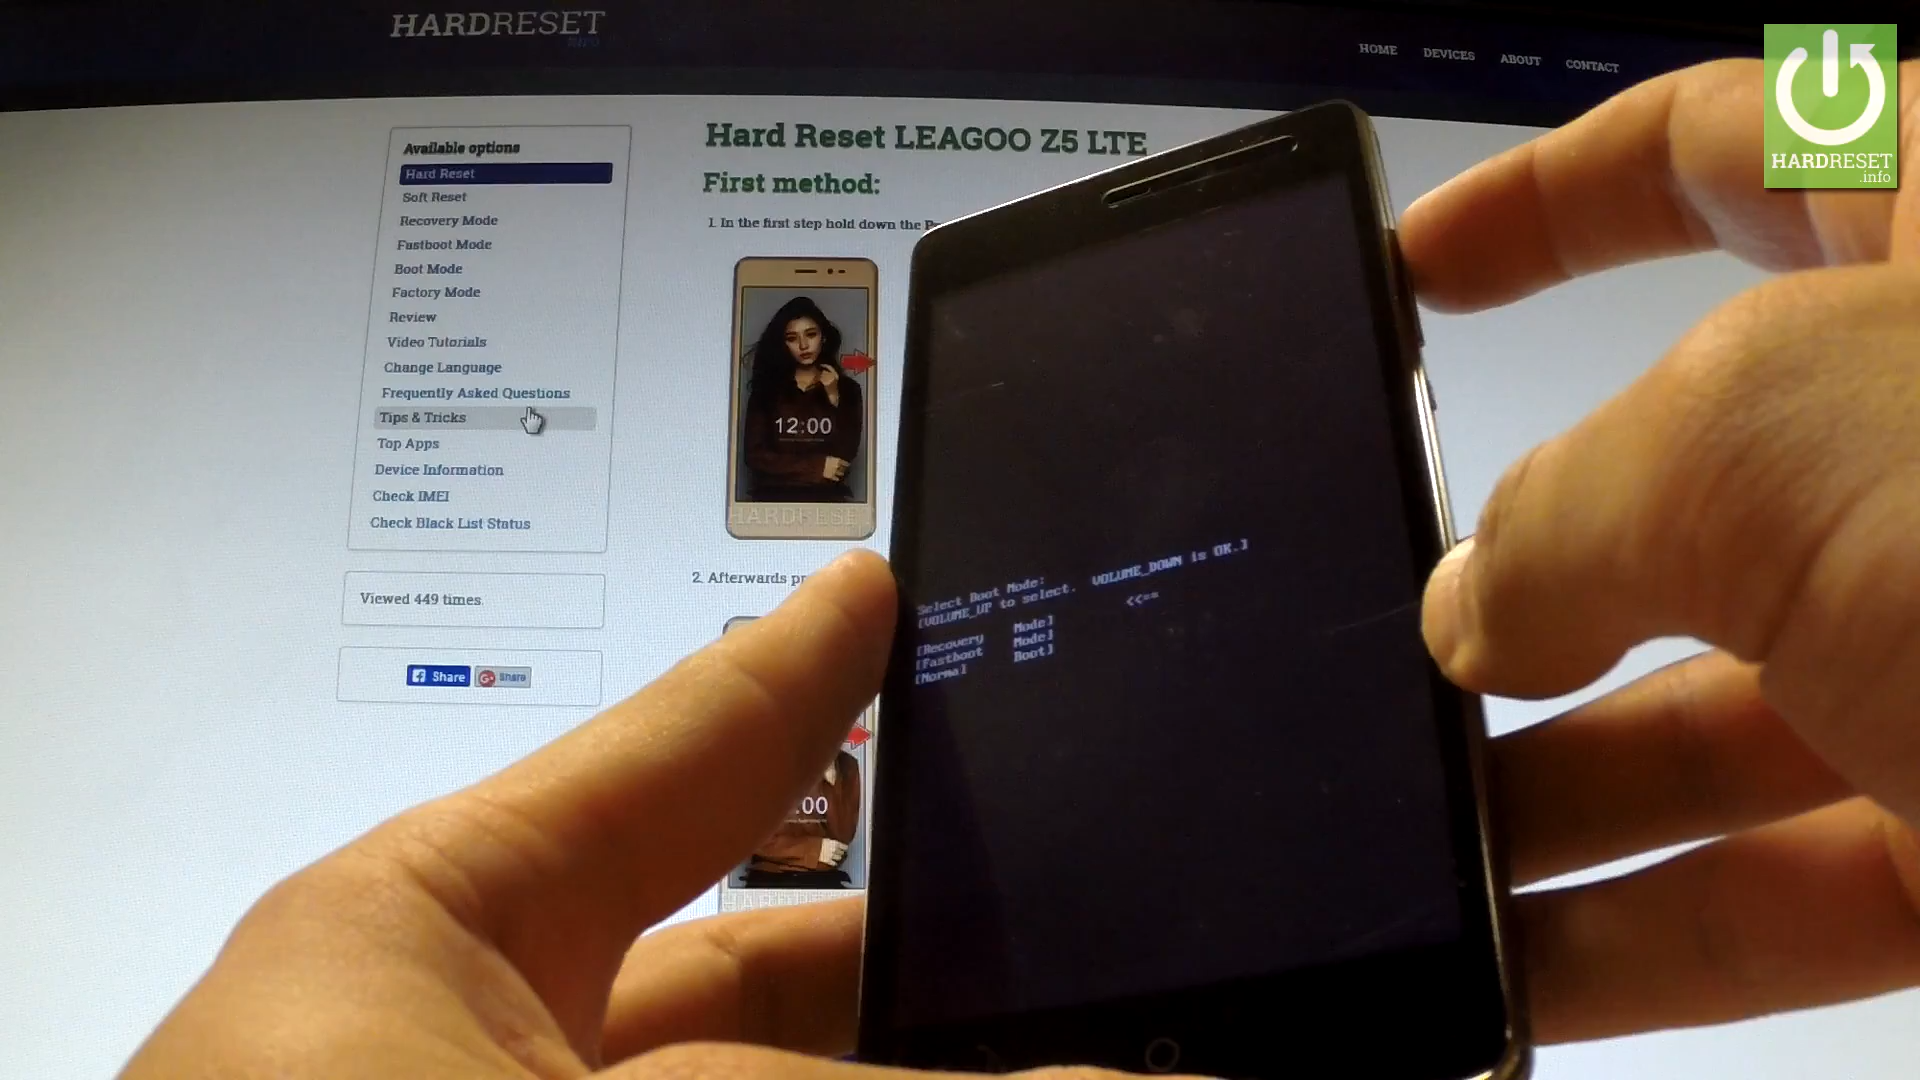 HARDRESET
.info
HOME DEVICES ABOUT CONTACT
HARDRESET
.info
Available options
Hard Reset
Soft Reset
Recovery Mode
Fastboot Mode
Boot Mode
Factory Mode
Review
Video Tutorials
Change Language
Frequently Asked Questions
Tips & Tricks
Top Apps
Device Information
Check IMEI
Check Black List Status
Viewed 449 times
Share Share
Hard Reset LEAGOO Z5 LTE
First method:
1. In the first step hold down the
12:00
HARDRESET
2. Afterwards
:00
Select Boot Mode:
[VOLUME_UP to select. VOLUME_DOWN is OK.]
[Recovery Mode] <<==
[Fastboot Mode]
[Normal Boot]